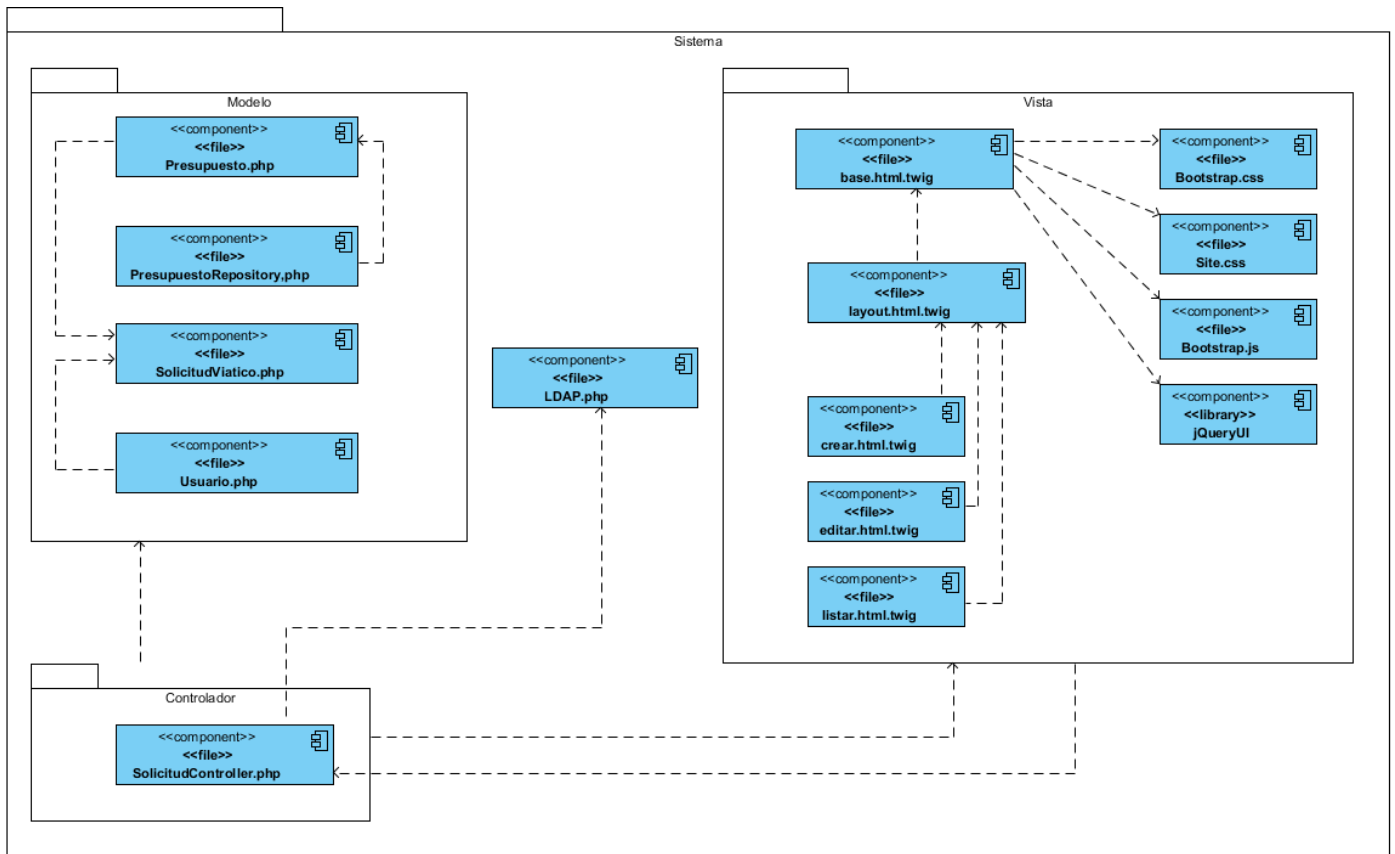 Sistema
Modelo
<<component>>
<<file>>
Presupuesto.php
<<component>>
<<file>>
PresupuestoRepository,php
<<component>>
<<file>>
SolicitudViatico.php
<<component>>
<<file>>
Usuario.php
<<component>>
<<file>>
LDAP.php
Vista
<<component>>
<<file>>
base.html.twig
<<component>>
<<file>>
layout.html.twig
<<component>>
<<file>>
crear.html.twig
<<component>>
<<file>>
editar.html.twig
<<component>>
<<file>>
listar.html.twig
<<component>>
<<file>>
Bootstrap.css
<<component>>
<<file>>
Site.css
<<component>>
<<file>>
Bootstrap.js
<<component>>
<<library>>
jQueryUI
Controlador
<<component>>
<<file>>
SolicitudController.php